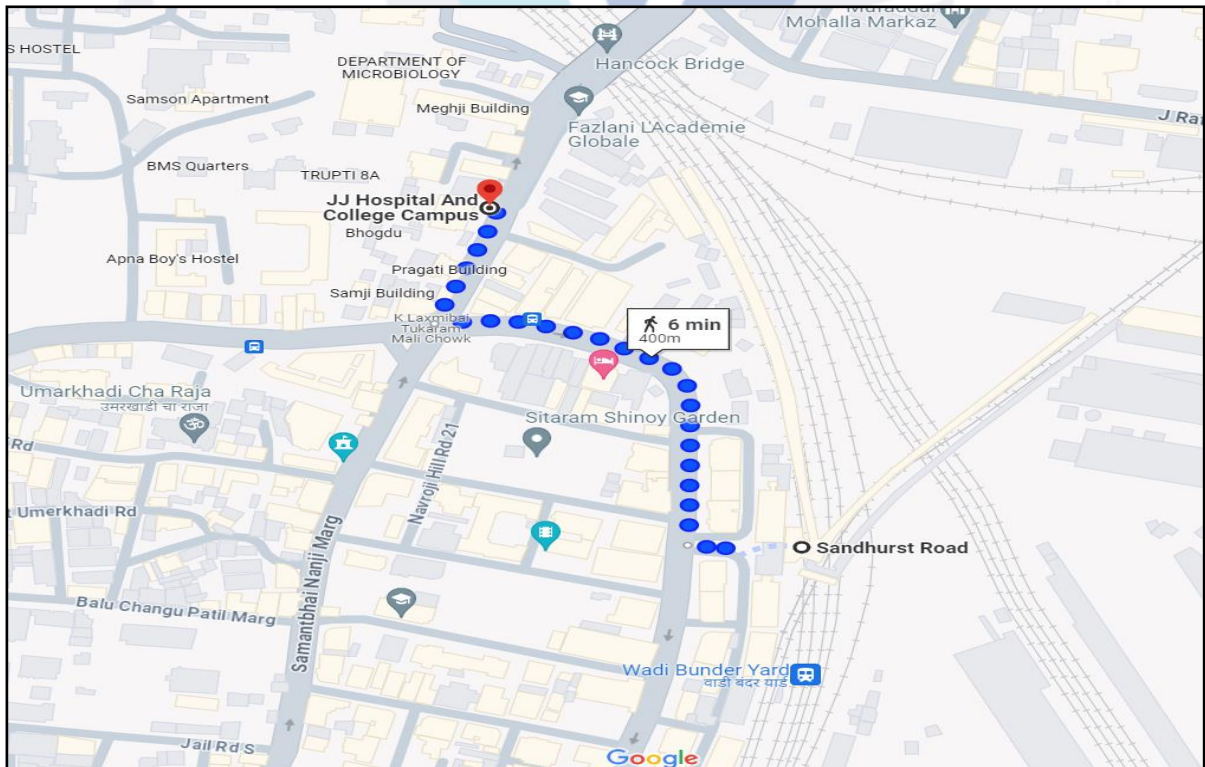 Mufaddal
Mohalla Markaz
S HOSTEL
Hancock Bridge
DEPARTMENT OF
MICROBIOLOGY
Samson Apartment
Meghji Building
J Rat
Fazlani L'Academie
Globale
BMS Quarters
TRUPTI 8A
JJ Hospital And
College Campus
Bhogdu
Apna Boy's Hostel
Pragati Building
Samji Building
K Laxmibai
Tukaram
Mali Chowk
6 min
400m
Umarkhadi Cha Raja
उमरखाडी चा राजा
Sitaram Shinoy Garden
Rd
Navroji Hill Rd 21
Umerkhadi Rd
Sandhurst Road
Samantbhai Nanji Marg
Balu Changu Patil Marg
Wadi Bunder Yard
वाडी बंदर यार्ड
Jail Rd S
Google